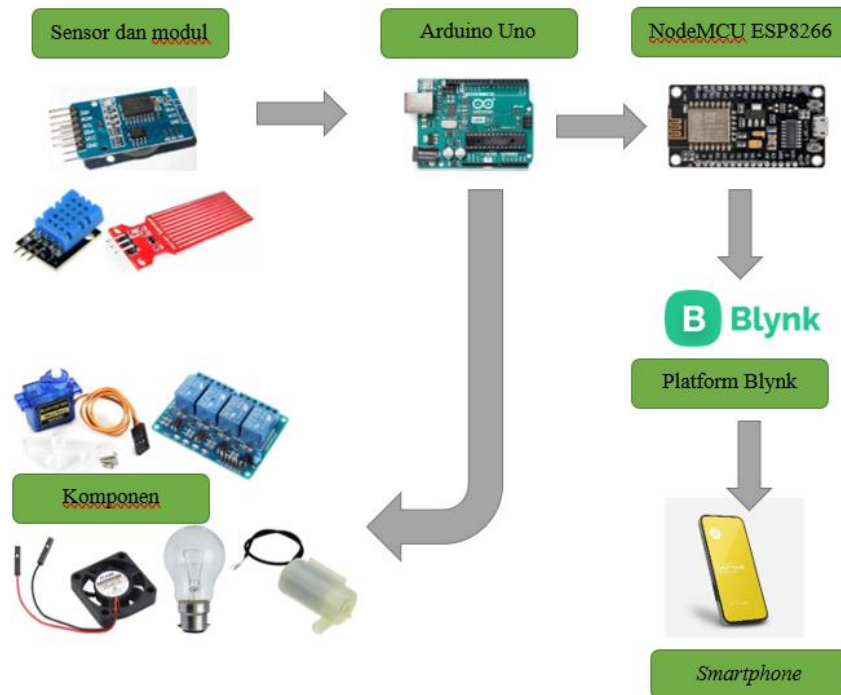 Sensor dan modul
Arduino Uno
NodeMCU ESP8266
B Blynk
Platform Blynk
Komponen
Smartphone